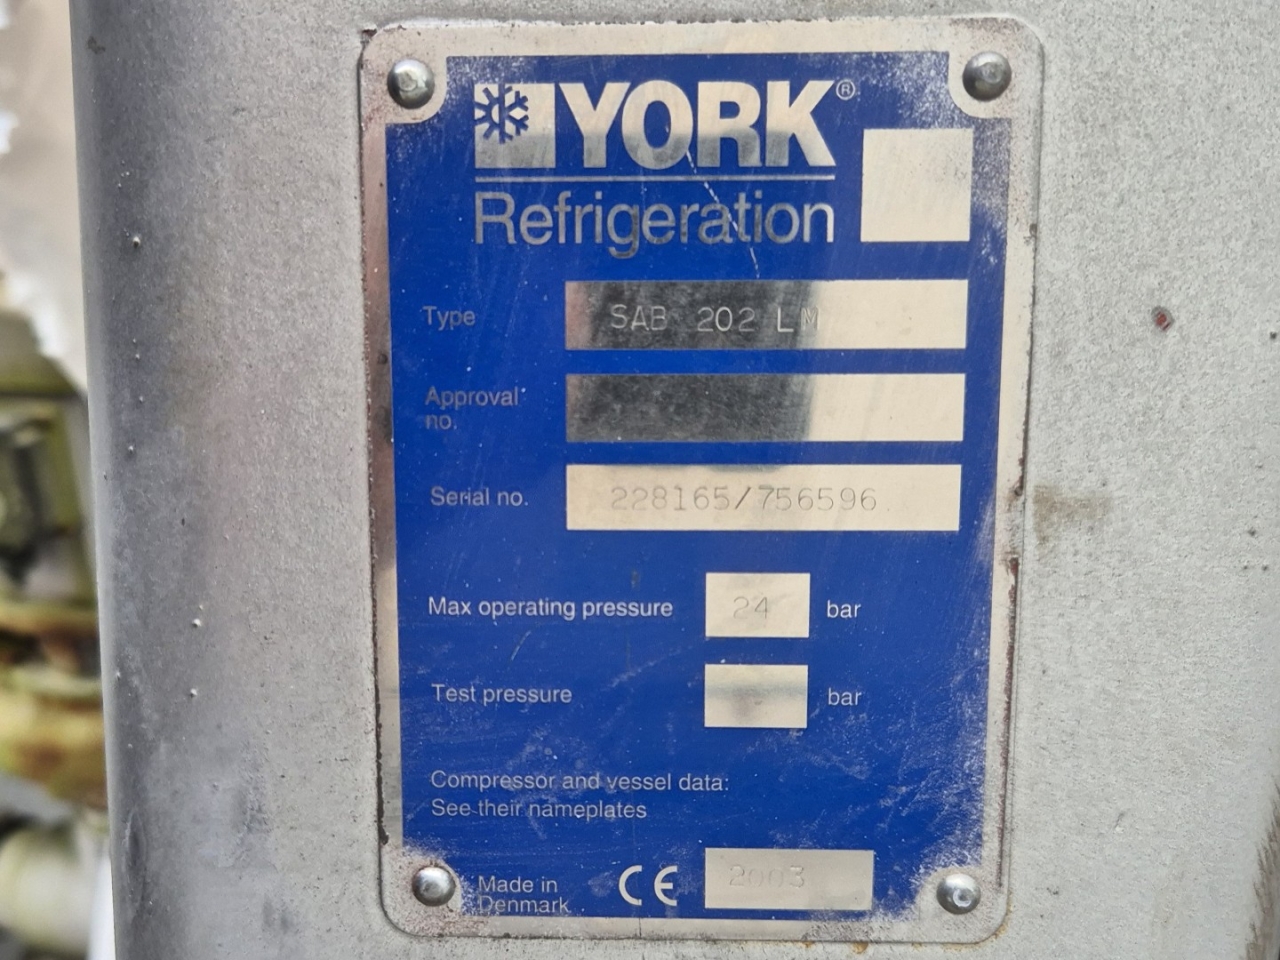 YORK®
Refrigeration
Type SAB 202 LM
Approval no.
Serial no. 228165/756596
Max operating pressure 24 bar
Test pressure bar
Compressor and vessel data:
See their nameplates
Made in
Denmark
CE 2003